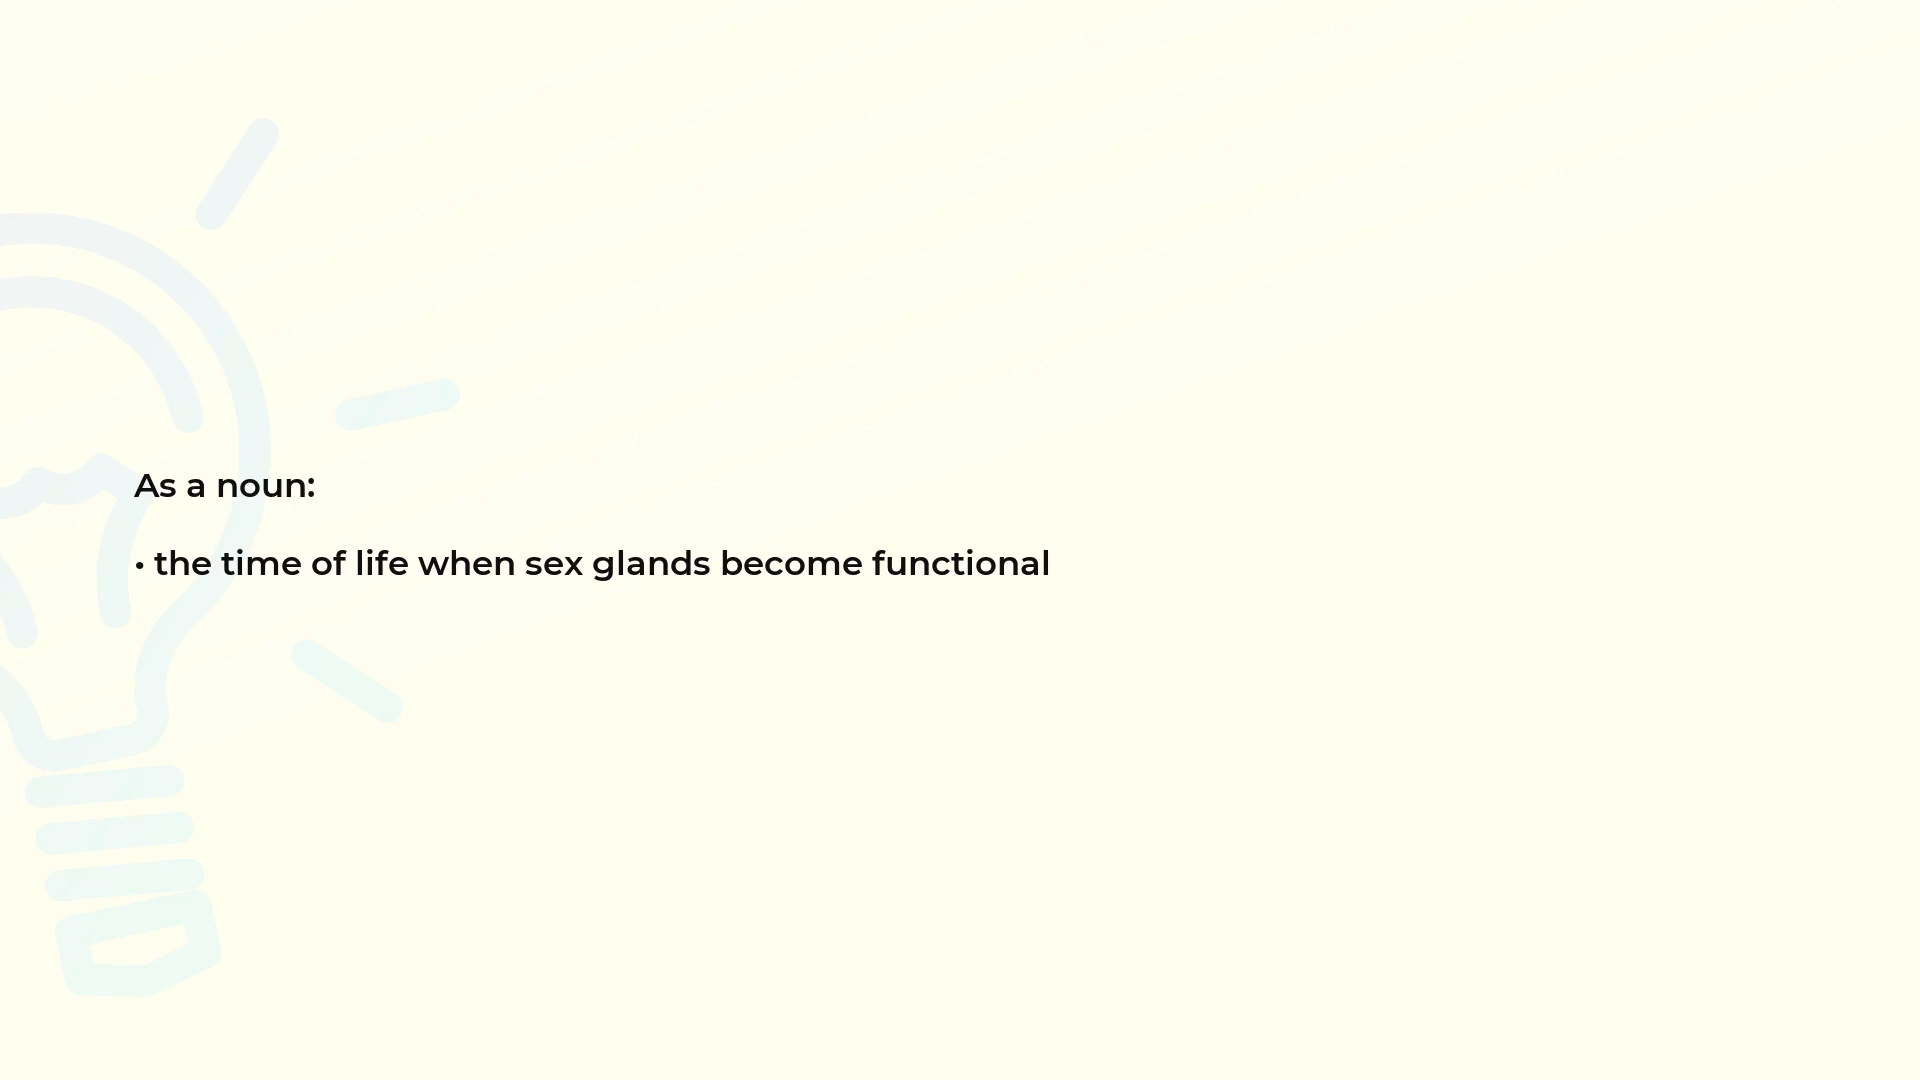 As a noun:
• the time of life when sex glands become functional